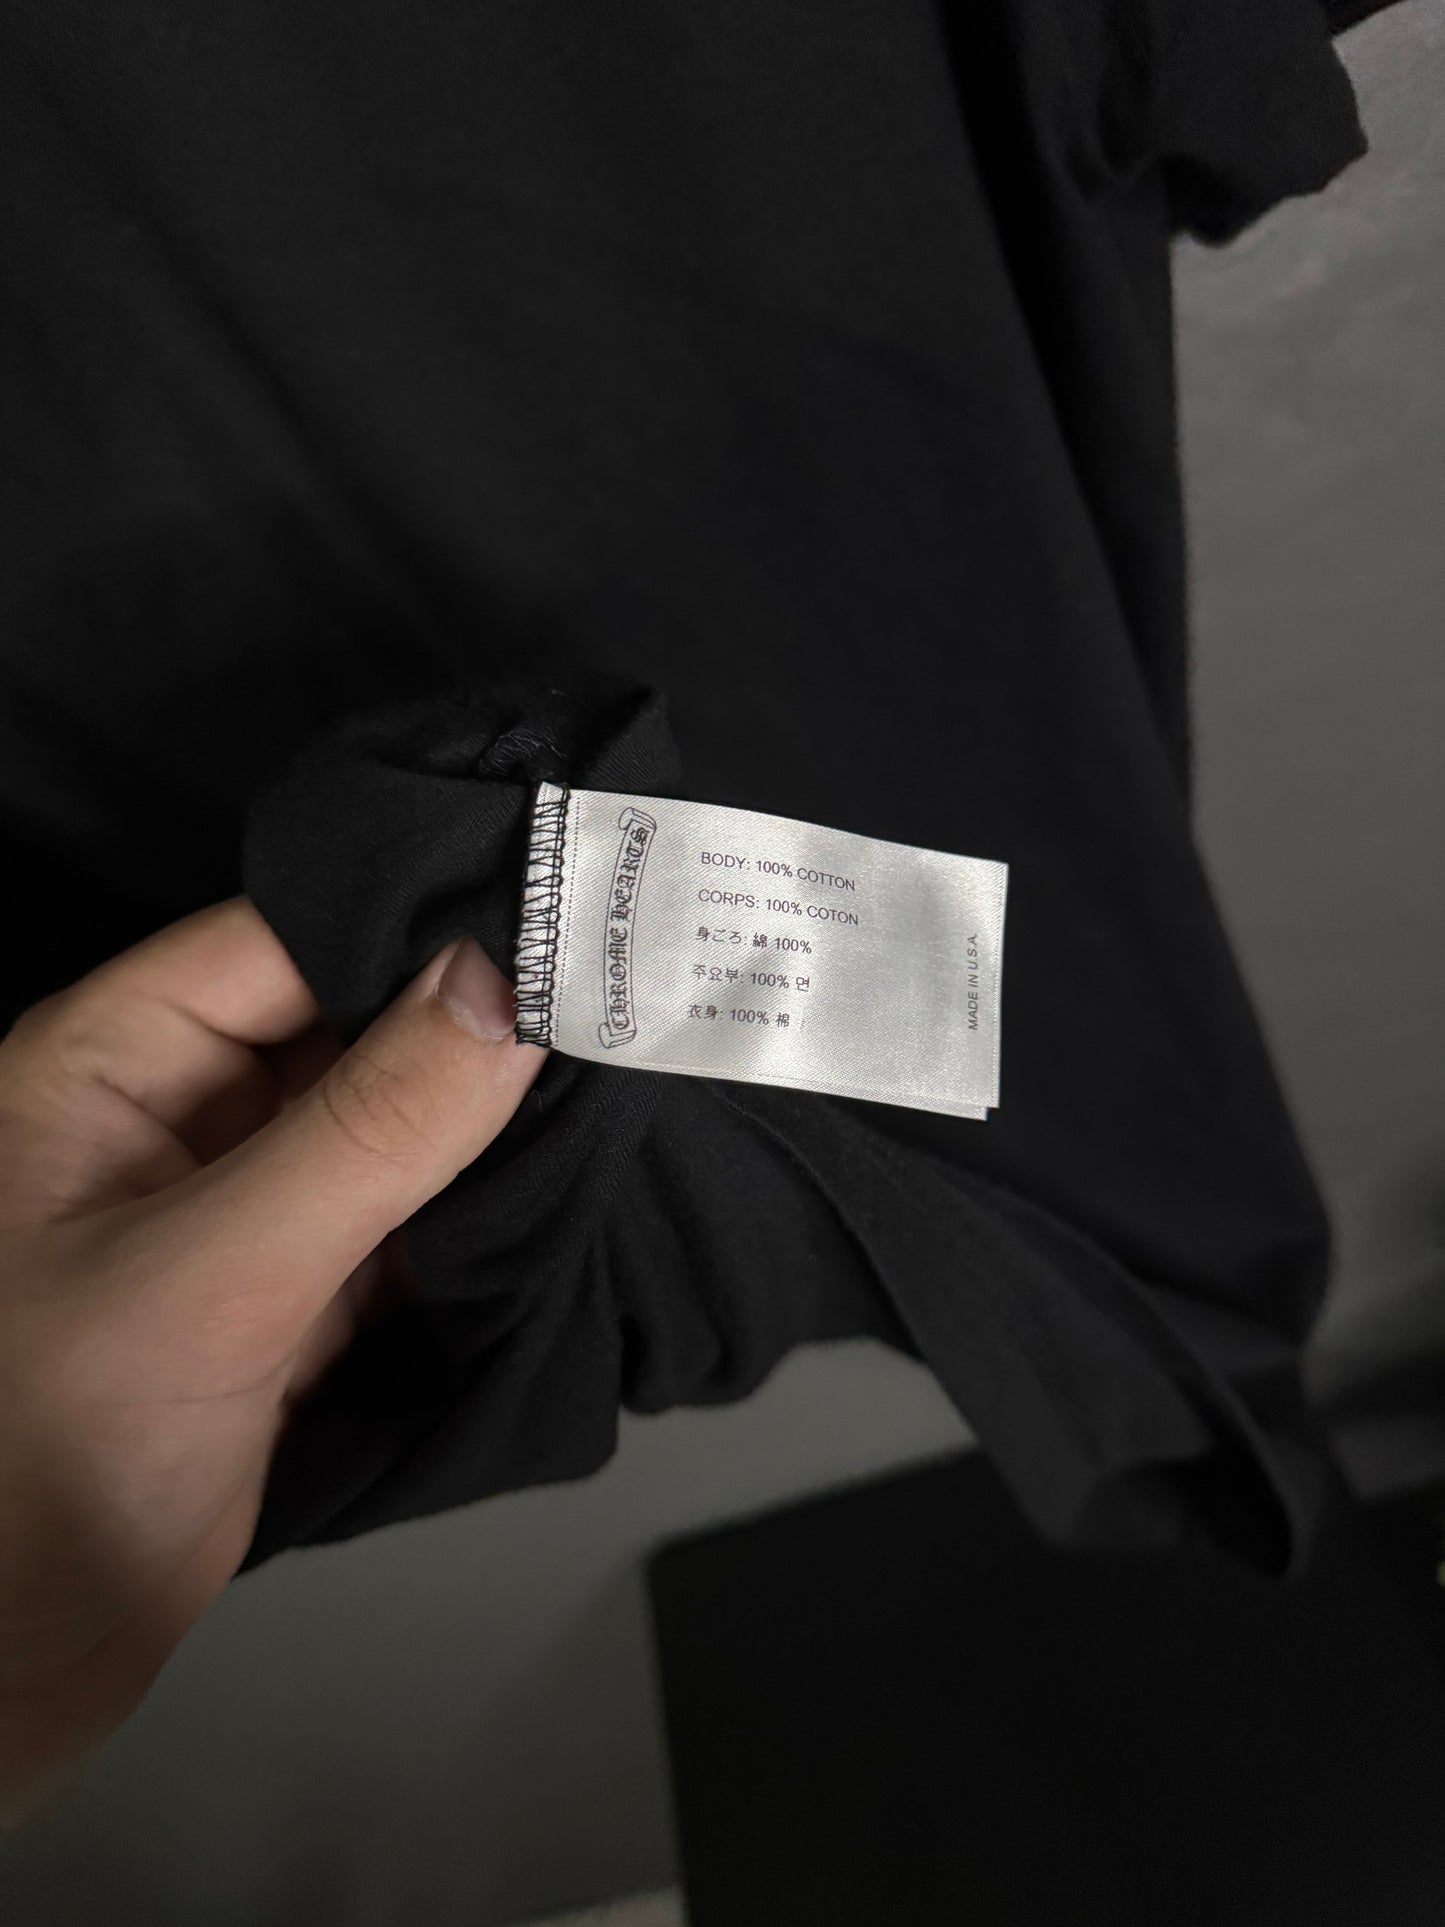 CHROME HEARTS
BODY: 100% COTTON
CORPS: 100% COTON
身ごろ: 綿 100%
주요부: 100% 면
衣身: 100% 棉
MADE IN U.S.A.